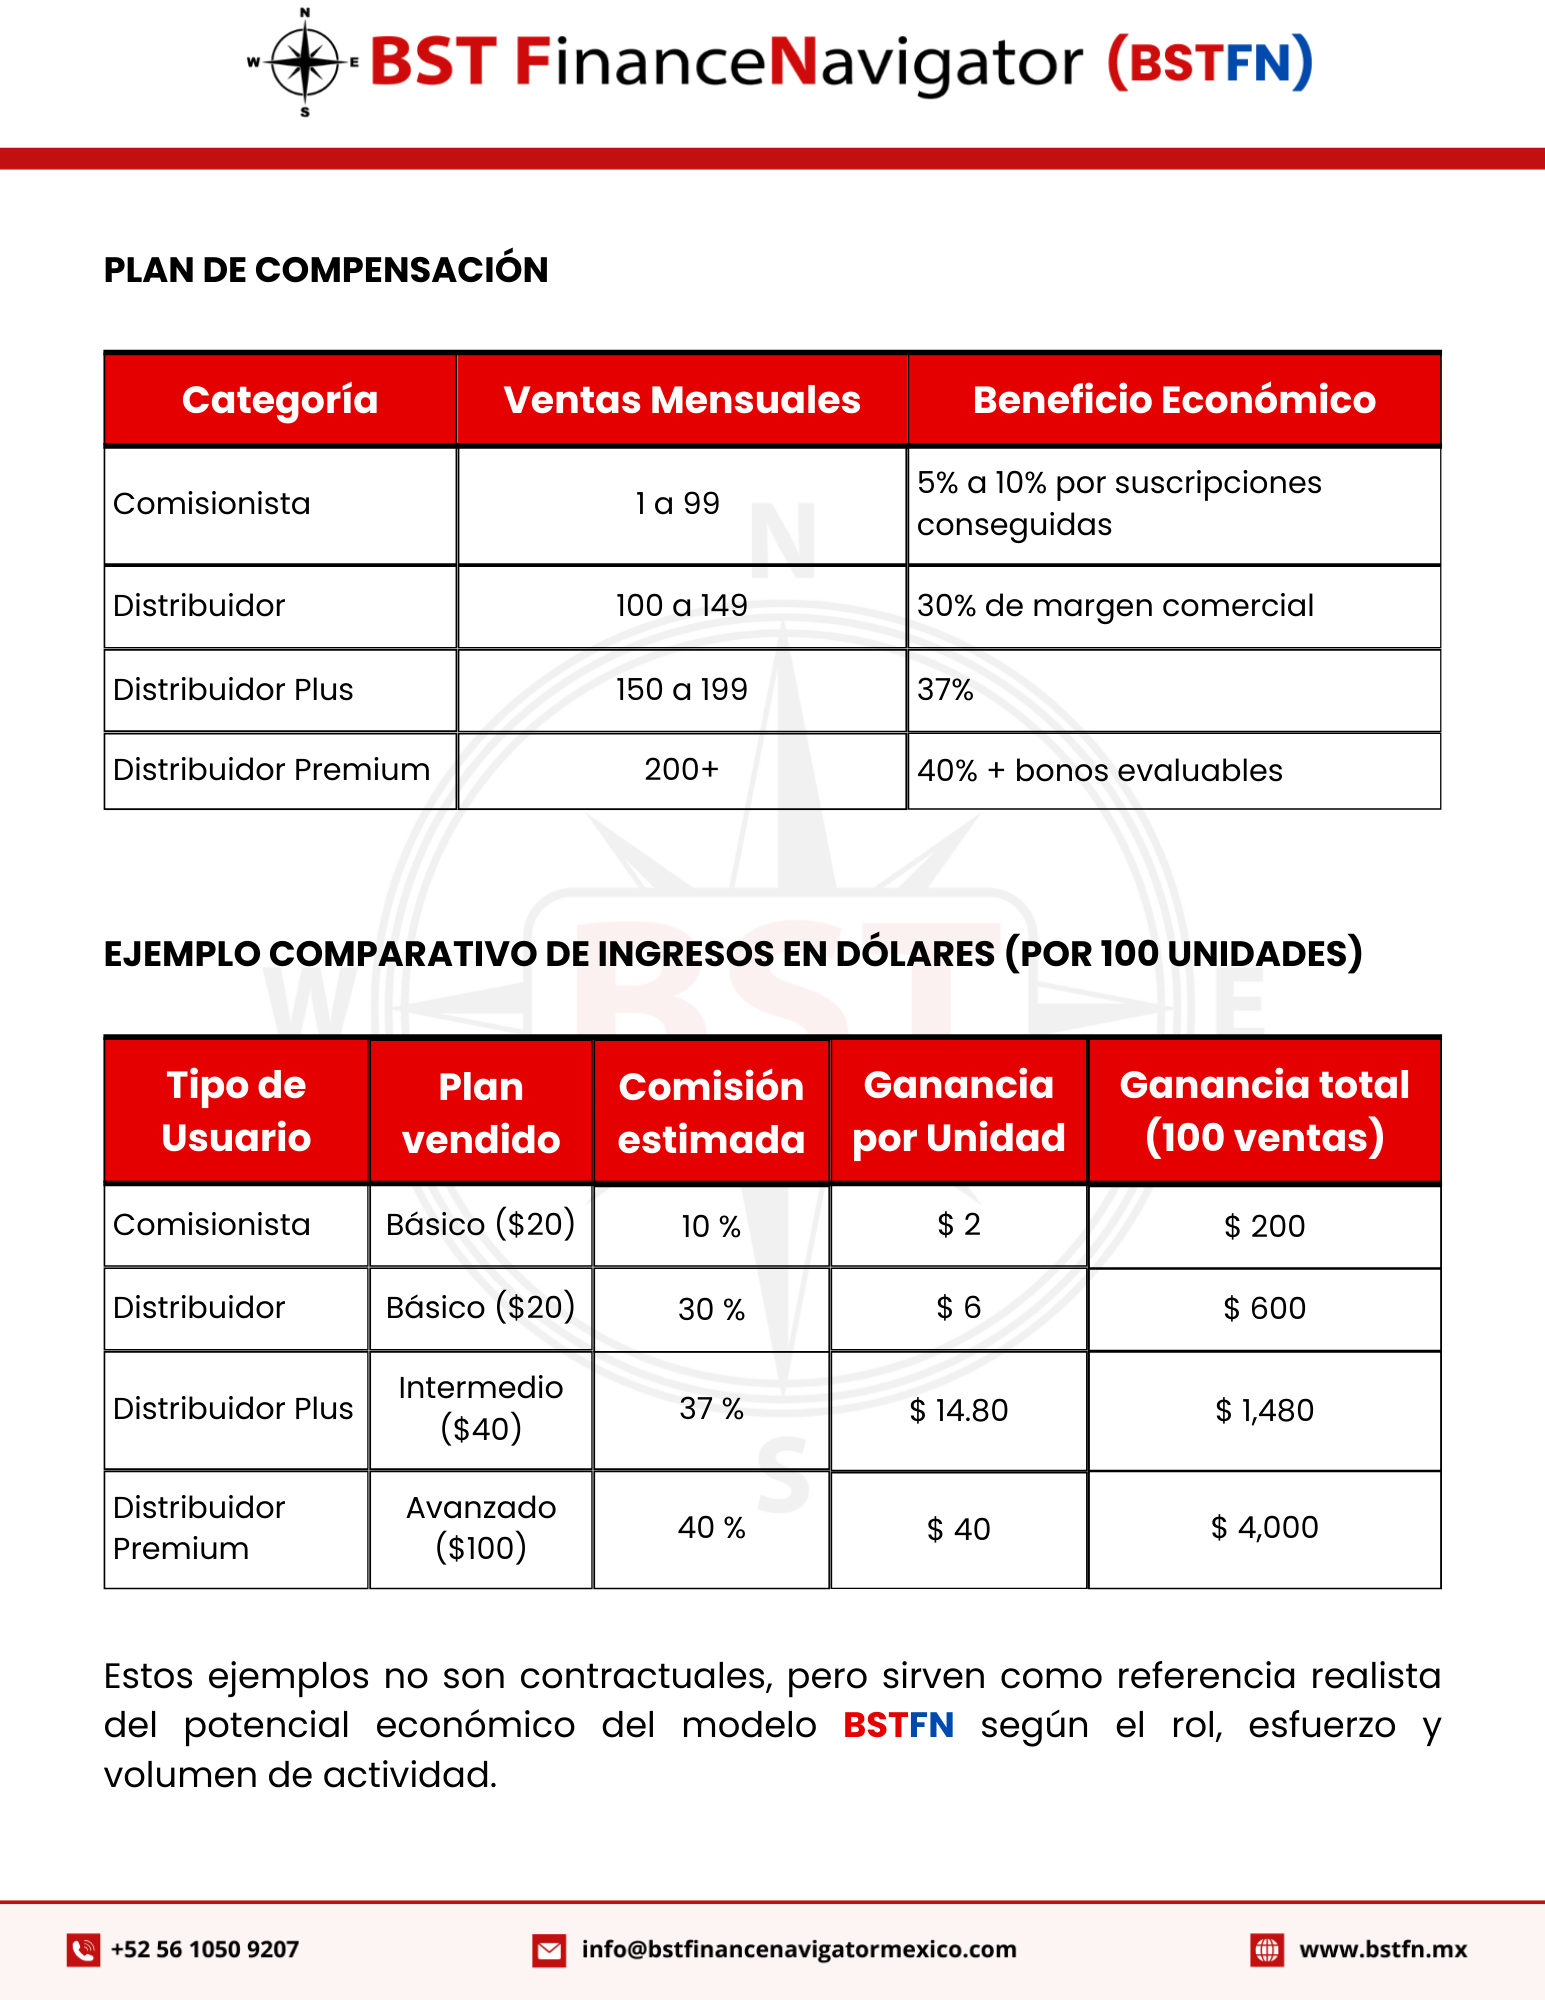 N
W E BST FinanceNavigator (BSTFN)
S
PLAN DE COMPENSACIÓN
Categoría Ventas Mensuales Beneficio Económico
Comisionista 1 a 99 5% a 10% por suscripciones
conseguidas
Distribuidor 100 a 149 30% de margen comercial
Distribuidor Plus 150 a 199 37%
Distribuidor Premium 200+ 40% + bonos evaluables
N
W BST E
S
EJEMPLO COMPARATIVO DE INGRESOS EN DÓLARES (POR 100 UNIDADES)
Tipo de Usuario Plan vendido Comisión estimada Ganancia por Unidad Ganancia total (100 ventas)
Comisionista Básico ($20) 10 % $ 2 $ 200
Distribuidor Básico ($20) 30 % $ 6 $ 600
Distribuidor Plus Intermedio ($40) 37 % $ 14.80 $ 1,480
Distribuidor Premium Avanzado ($100) 40 % $ 40 $ 4,000
Estos ejemplos no son contractuales, pero sirven como referencia realista
del potencial económico del modelo BSTFN según el rol, esfuerzo y
volumen de actividad.
+52 56 1050 9207 info@bstfinancenavigatormexico.com www.bstfn.mx